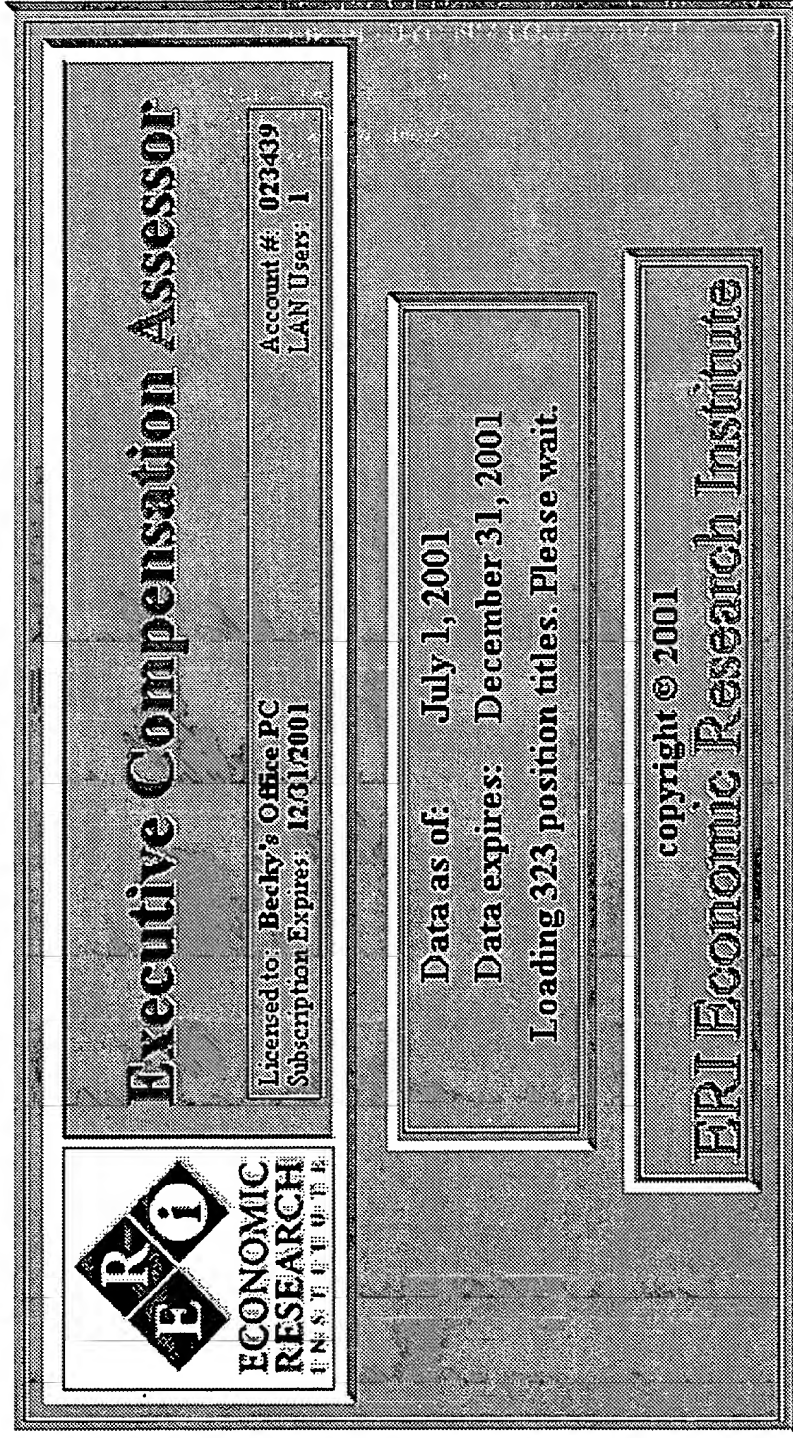 E R i
ECONOMIC
RESEARCH
INSTITUTE
Executive Compensation Assessor
Licensed to: Becky's Office PC Account #: 023439
Subscription Expires: 12/31/2001 LAN Users: 1
Data as of: July 1, 2001
Data expires: December 31, 2001
Loading 323 position titles. Please wait.
copyright © 2001
ERI Economic Research Institute